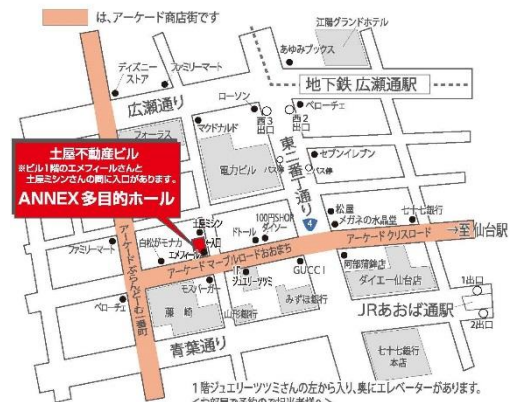 は、アーケード商店街です
江陽グランドホテル
あゆみブックス
ディズニー
ストア
ファミリーマート
地下鉄 広瀬通駅
広瀬通り
ローソン
西3
出口
西2
出口
ベローチェ
フォーラス
マクドナルド
東二番丁通り
電力ビル
バス停
バス停
セブンイレブン
土屋不動産ビル
※ビル1階のエメフィールさんと
土屋ミシンさんの間に入口があります。
ANNEX多目的ホール
土屋ミシン
入口
エメフィール
白松がモナカ
ファミリーマート
ドトール
100円SHOP
ダイソー
4
松屋
メガネの水晶堂
七十七銀行
→至 仙台駅
アーケード クリスロード
アーケード マーブルロードおおまち
アーケード ぶらんどーむ一番町
モスバーガー
ジュエリーツツミ
GUCCI
阿部蒲鉾店
ダイエー仙台店
ベローチェ
藤崎
山形銀行
みずほ銀行
1出口
JRあおば通駅
2出口
青葉通り
七十七銀行
本店
1階ジュエリーツツミさんの左から入り、奥にエレベーターがあります。